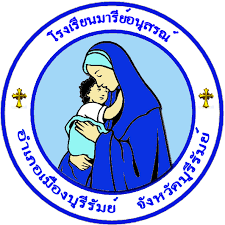 โรงเรียนมารีย์อนุสรณ์
อำเภอเมืองบุรีรัมย์ จังหวัดบุรีรัมย์